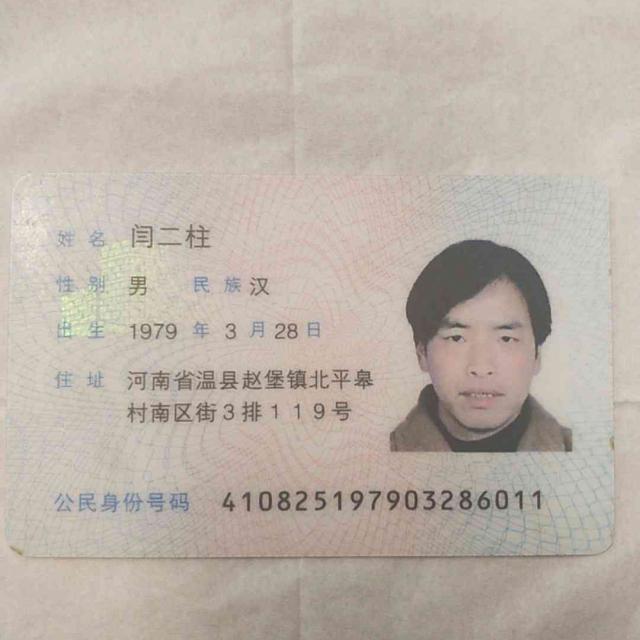 姓名 闫二柱
性别 男 民族 汉
出生 1979 年 3 月 28 日
住址 河南省温县赵堡镇北平皋
村南区街3排119号
公民身份号码 410825197903286011